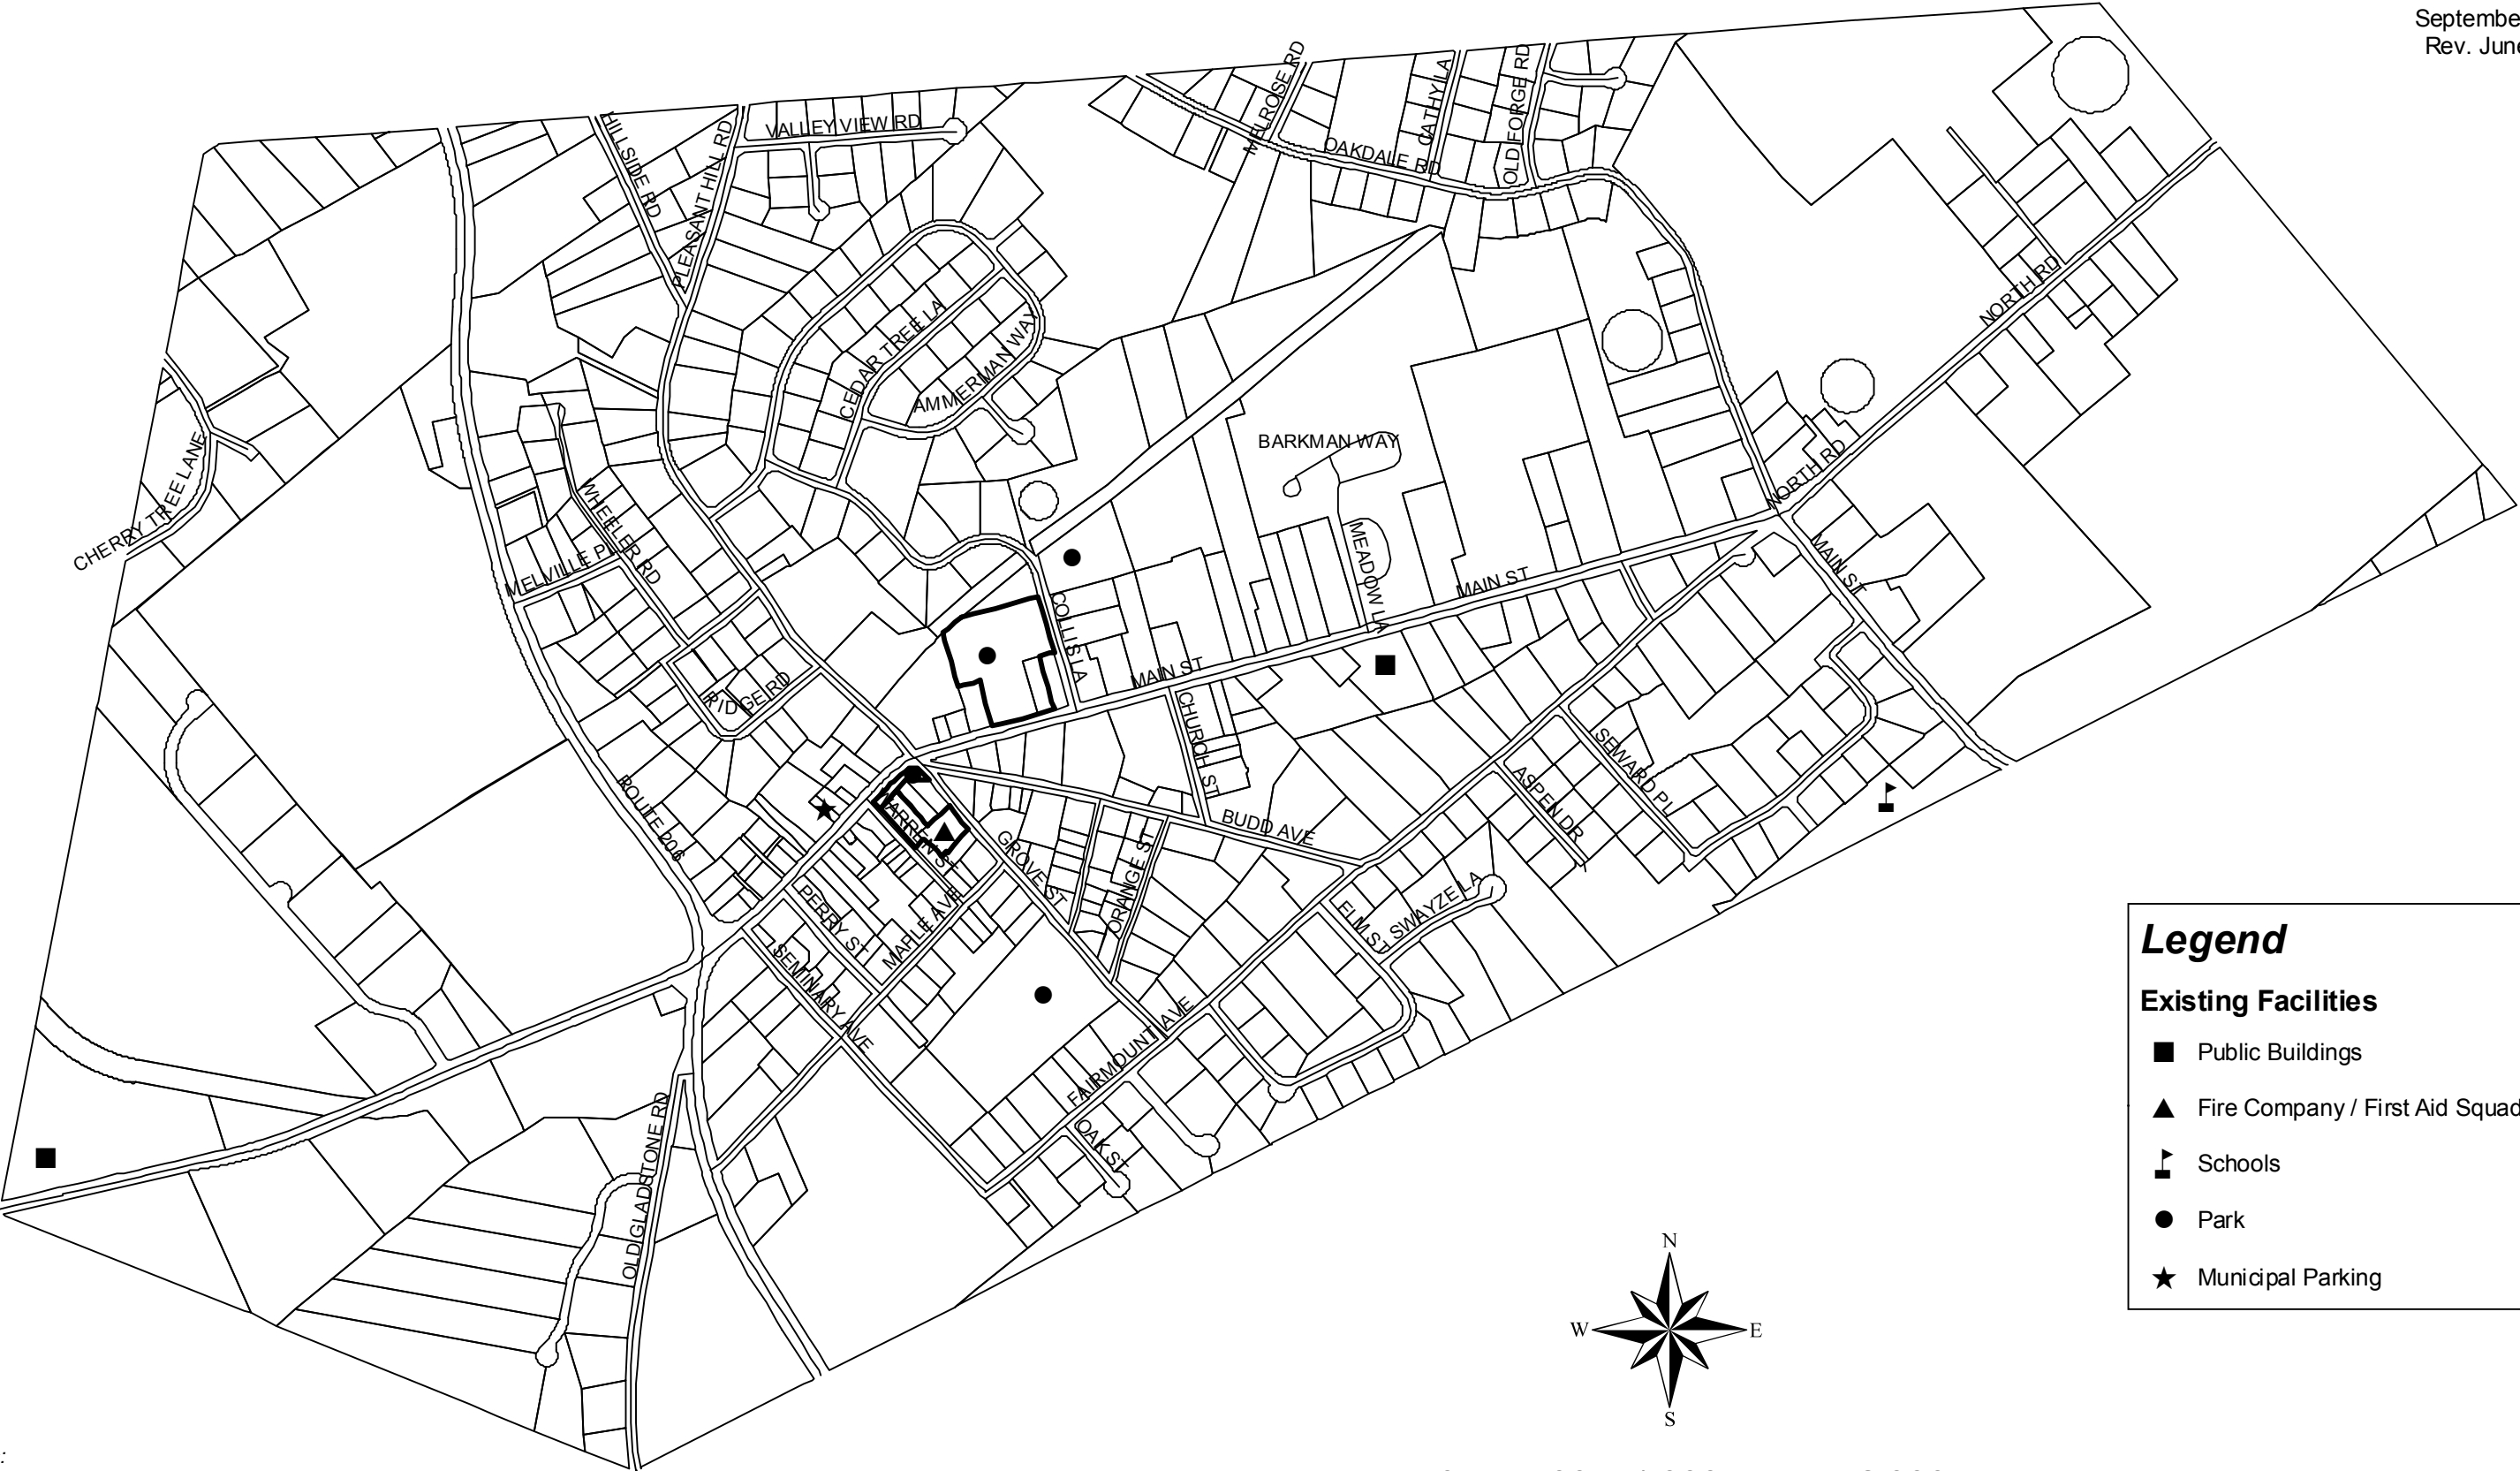 Septembe
Rev. June
MELROSE RD
CATHY LA
OLD FORGE RD
HILLSIDE RD
PLEASANT HILL RD
VALLEY VIEW RD
OAKDALE RD
NORTH RD
CEDAR TREE LA
AMMERMAN WAY
BARKMAN WAY
CHERRY TREE LANE
WHEELER RD
NORTH RD
MELVILLE PL
MEADOW LA
MAIN ST
MAIN ST
COLLIS LA
MAIN ST
RIDGE RD
CHURCH ST
SEWARD PL
ASPEN DR
ROUTE 206
WARREN ST
BUDD AVE
GROVE ST
ORANGE ST
PERRY ST
MAPLE AVE
ELM ST
SWAYZE LA
SEMINARY AVE
FAIRMOUNT AVE
OAK ST
OLD GLADSTONE RD
Legend
Existing Facilities
Public Buildings
Fire Company / First Aid Squad
Schools
Park
Municipal Parking
N
W
E
S
: